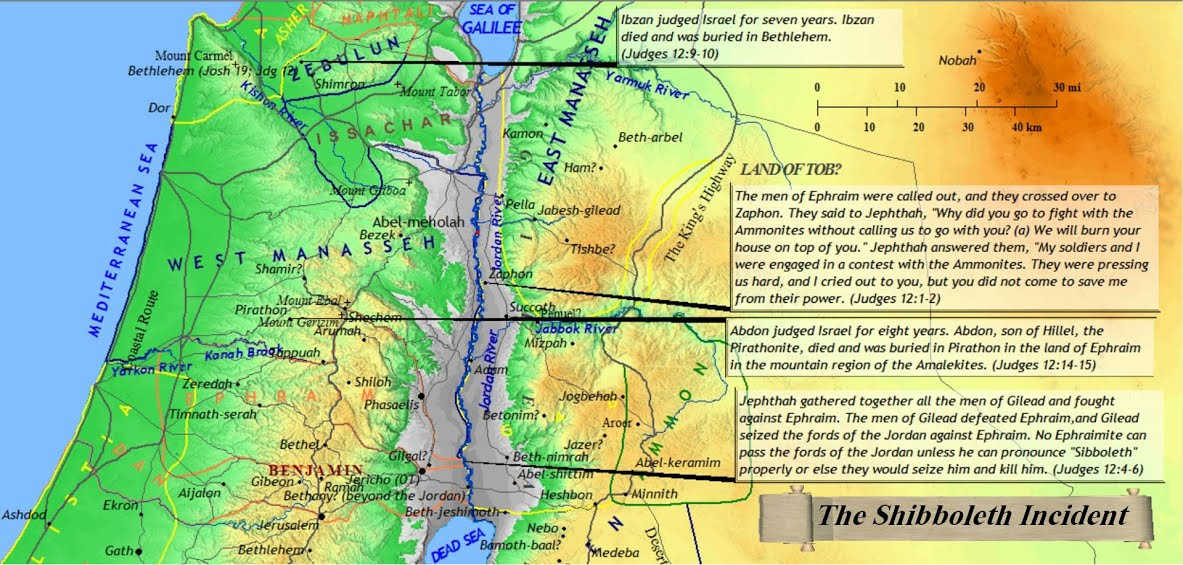 SEA OF
GALILEE
NAPHTALI
ASHER
ZEBULUN
Mount Carmel
Bethlehem (Josh 19; Jdg 12)
Shimron
Mount Tabor
Kishon River
Dor
ISSACHAR
Mount Gilboa
MEDITERRANEAN SEA
EAST MANASSEH
Yarmuk River
Kamon
Beth-arbel
Ham?
Nobah
0 10 20 30 mi
0 10 20 30 40 km
Ibzan judged Israel for seven years. Ibzan
died and was buried in Bethlehem.
(Judges 12:9-10)
LAND OF TOB?
The King's Highway
Pella
Jabesh-gilead
Tishbe?
Abel-meholah
Bezek
Jordan River
WEST MANASSEH
Shamir?
Zaphon
The men of Ephraim were called out, and they crossed over to
Zaphon. They said to Jephthah, "Why did you go to fight with the
Ammonites without calling us to go with you? (a) We will burn your
house on top of you." Jephthah answered them, "My soldiers and I
were engaged in a contest with the Ammonites. They were pressing
us hard, and I cried out to you, but you did not come to save me
from their power. (Judges 12:1-2)
Mount Ebal
Pirathon
Shechem
Mount Gerizim
Arumah
Succoth
Penuel?
Jabbok River
Mizpah
Coastal Route
Kanah Brook
Tappuah
Yarkon River
Adam
Jordan River
Abdon judged Israel for eight years. Abdon, son of Hillel, the
Pirathonite, died and was buried in Pirathon in the land of Ephraim
in the mountain region of the Amalekites. (Judges 12:14-15)
Zeredah
Shiloh
EPHRAIM
Phasaelis
Timnath-serah
Jogbehah
Betonim?
Aroer
AMMON
Jazer?
Bethel
Gilgal?
Beth-nimrah
Abel-keramim
BENJAMIN
Jericho (OT)
Abel-shittim
Gibeon
Ramah
Aijalon
Bethany? (beyond the Jordan)
Heshbon
Minnith
Jephthah gathered together all the men of Gilead and fought
against Ephraim. The men of Gilead defeated Ephraim,and Gilead
seized the fords of the Jordan against Ephraim. No Ephraimite can
pass the fords of the Jordan unless he can pronounce "Sibboleth"
properly or else they would seize him and kill him. (Judges 12:4-6)
DAN
Ekron
Beth-jeshimoth
Ashdod
Jerusalem
Nebo
Gath
Bethlehem
DEAD SEA
Bamoth-baal?
Medeba
The Shibboleth Incident